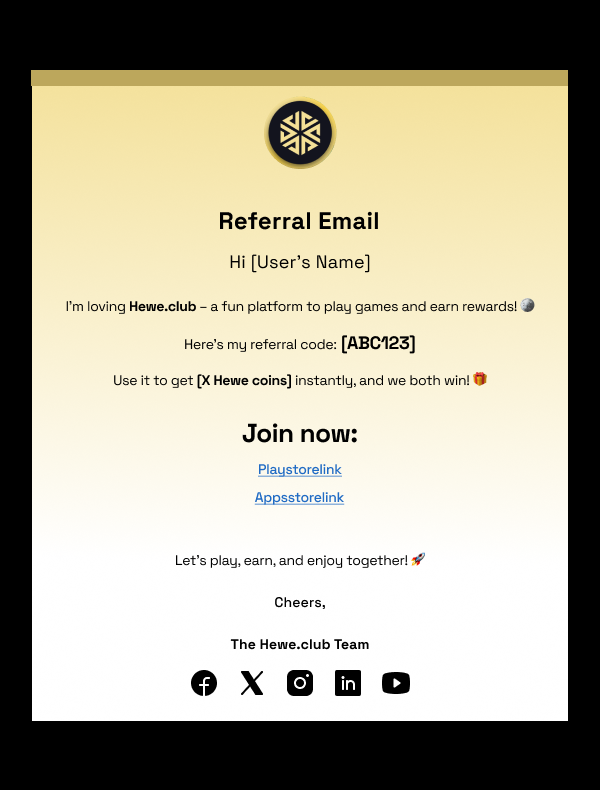 Referral Email
Hi [User's Name]
I'm loving Hewe.club – a fun platform to play games and earn rewards! 🪙
Here's my referral code: [ABC123]
Use it to get [X Hewe coins] instantly, and we both win! 🎁
Join now:
Playstorelink
Appsstorelink
Let's play, earn, and enjoy together! 🚀
Cheers,
The Hewe.club Team